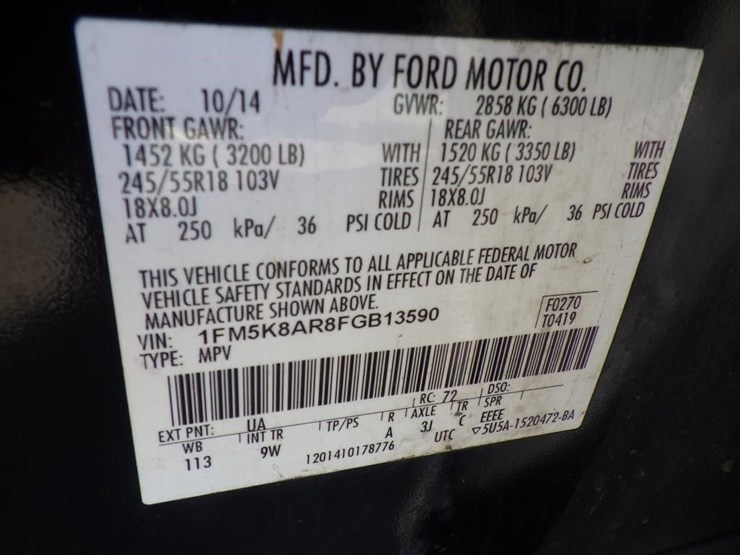 MFD. BY FORD MOTOR CO.
DATE: 10/14 GVWR: 2858 KG ( 6300 LB)
FRONT GAWR: REAR GAWR:
1452 KG ( 3200 LB) WITH 1520 KG ( 3350 LB) WITH
245/55R18 103V TIRES 245/55R18 103V TIRES
18X8.0J RIMS 18X8.0J RIMS
AT 250 kPa/ 36 PSI COLD AT 250 kPa/ 36 PSI COLD
THIS VEHICLE CONFORMS TO ALL APPLICABLE FEDERAL MOTOR
VEHICLE SAFETY STANDARDS IN EFFECT ON THE DATE OF
MANUFACTURE SHOWN ABOVE.
VIN: 1FM5K8AR8FGB13590 F0270
TYPE: MPV T0419
EXT PNT: UA RC: 72 DSO:
WB INT TR TP/PS R AXLE TR SPR
113 9W A 3J C EEEE
1201410178776 UTC ▽5U5A-1520472-BA